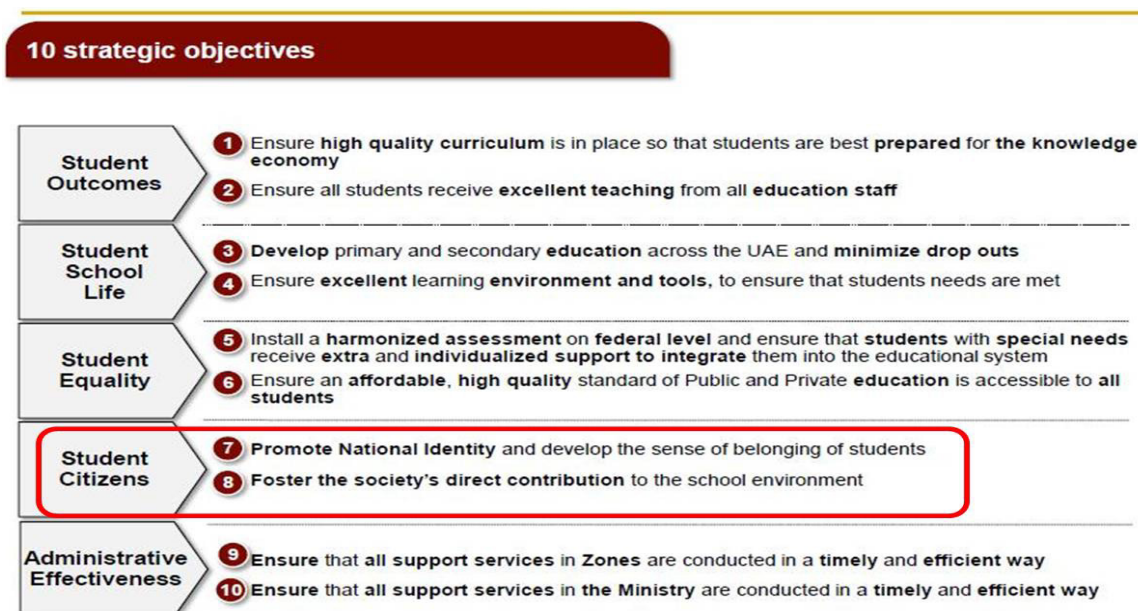 10 strategic objectives
Student
Outcomes
1 Ensure high quality curriculum is in place so that students are best prepared for the knowledge
economy
2 Ensure all students receive excellent teaching from all education staff
Student
School
Life
3 Develop primary and secondary education across the UAE and minimize drop outs
4 Ensure excellent learning environment and tools, to ensure that students needs are met
Student
Equality
5 Install a harmonized assessment on federal level and ensure that students with special needs
receive extra and individualized support to integrate them into the educational system
6 Ensure an affordable, high quality standard of Public and Private education is accessible to all
students
Student
Citizens
7 Promote National Identity and develop the sense of belonging of students
8 Foster the society's direct contribution to the school environment
Administrative
Effectiveness
9 Ensure that all support services in Zones are conducted in a timely and efficient way
10 Ensure that all support services in the Ministry are conducted in a timely and efficient way